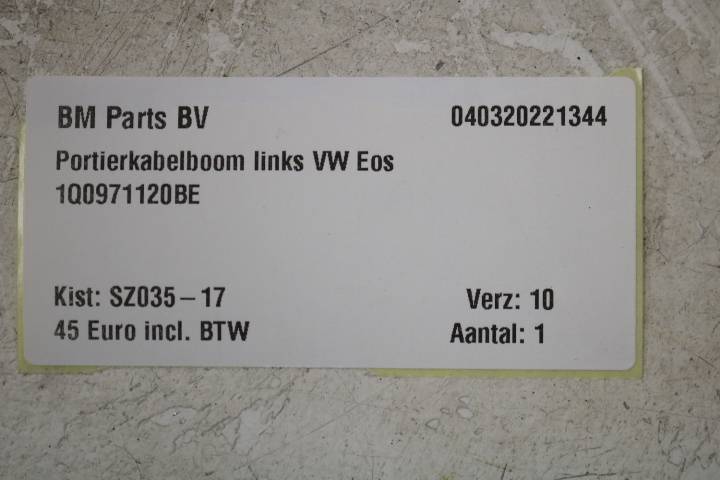 BM Parts BV 040320221344
Portierkabelboom links VW Eos
1Q0971120BE
Kist: SZ035-17 Verz: 10
45 Euro incl. BTW Aantal: 1